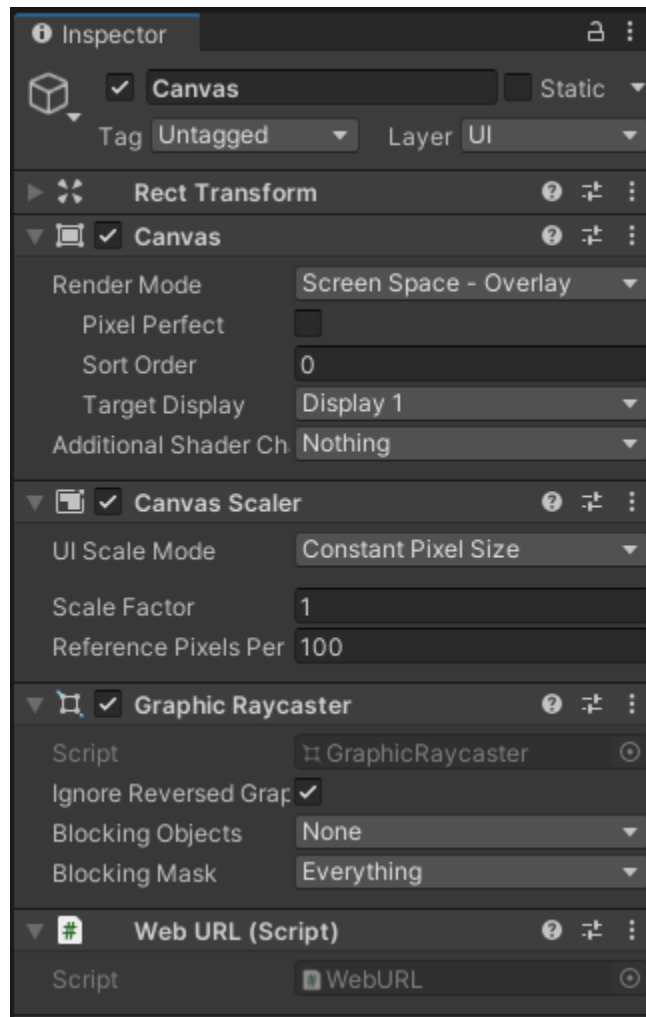 Inspector
Canvas Static
Tag Untagged Layer UI
Rect Transform
Canvas
Render Mode Screen Space - Overlay
Pixel Perfect
Sort Order 0
Target Display Display 1
Additional Shader Ch Nothing
Canvas Scaler
UI Scale Mode Constant Pixel Size
Scale Factor 1
Reference Pixels Per 100
Graphic Raycaster
Script GraphicRaycaster
Ignore Reversed Grap
Blocking Objects None
Blocking Mask Everything
# Web URL (Script)
Script # WebURL